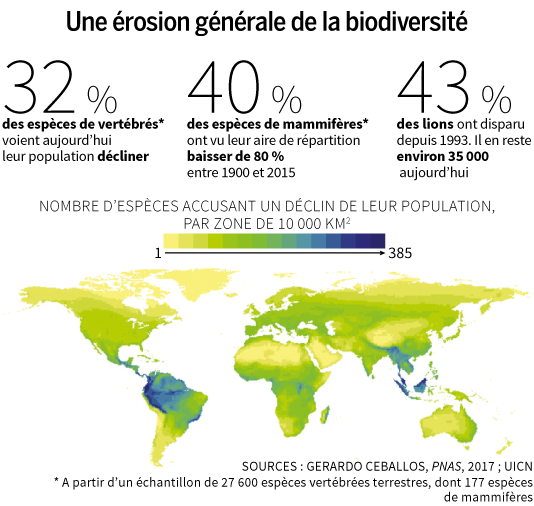 Une érosion générale de la biodiversité
32 %
des espèces de vertébrés*
voient aujourd'hui
leur population décliner
40 %
des espèces de mammifères*
ont vu leur aire de répartition
baisser de 80 %
entre 1900 et 2015
43 %
des lions ont disparu
depuis 1993. Il en reste
environ 35 000
aujourd'hui
NOMBRE D'ESPÈCES ACCUSANT UN DÉCLIN DE LEUR POPULATION,
PAR ZONE DE 10 000 KM²
1 385
SOURCES : GERARDO CEBALLOS, PNAS, 2017 ; UICN
* A partir d'un échantillon de 27 600 espèces vertébrées terrestres, dont 177 espèces
de mammifères